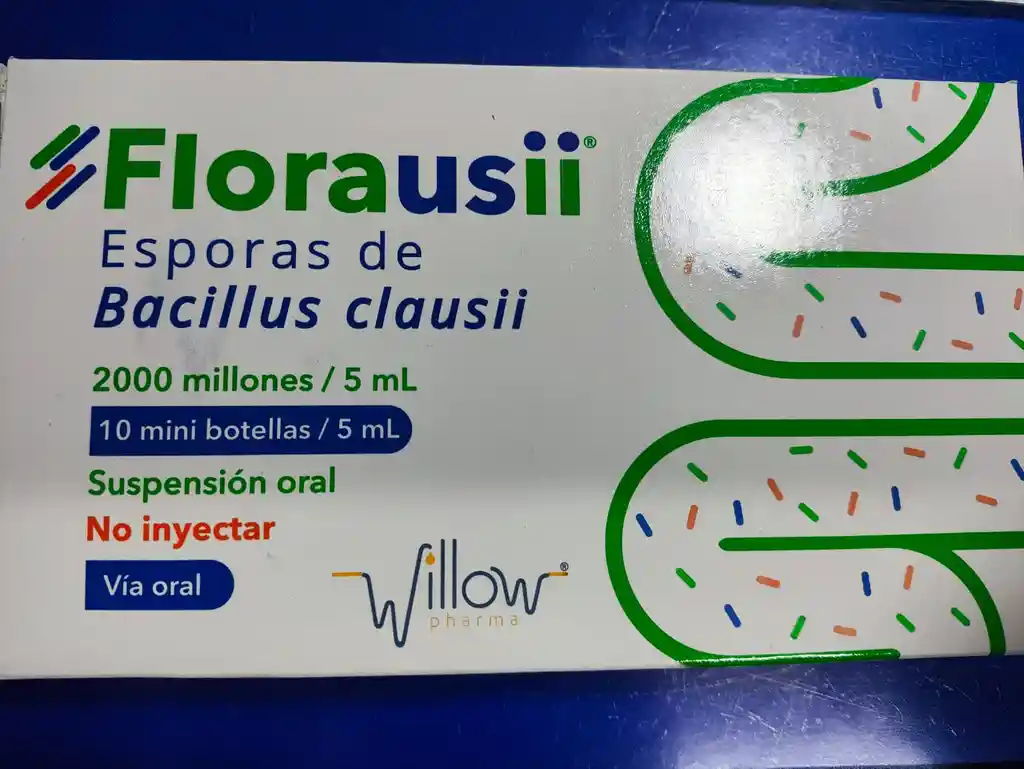 Florausii®
Esporas de
Bacillus clausii
2000 millones / 5 mL
10 mini botellas / 5 mL
Suspensión oral
No inyectar
Vía oral
Willow®
pharma